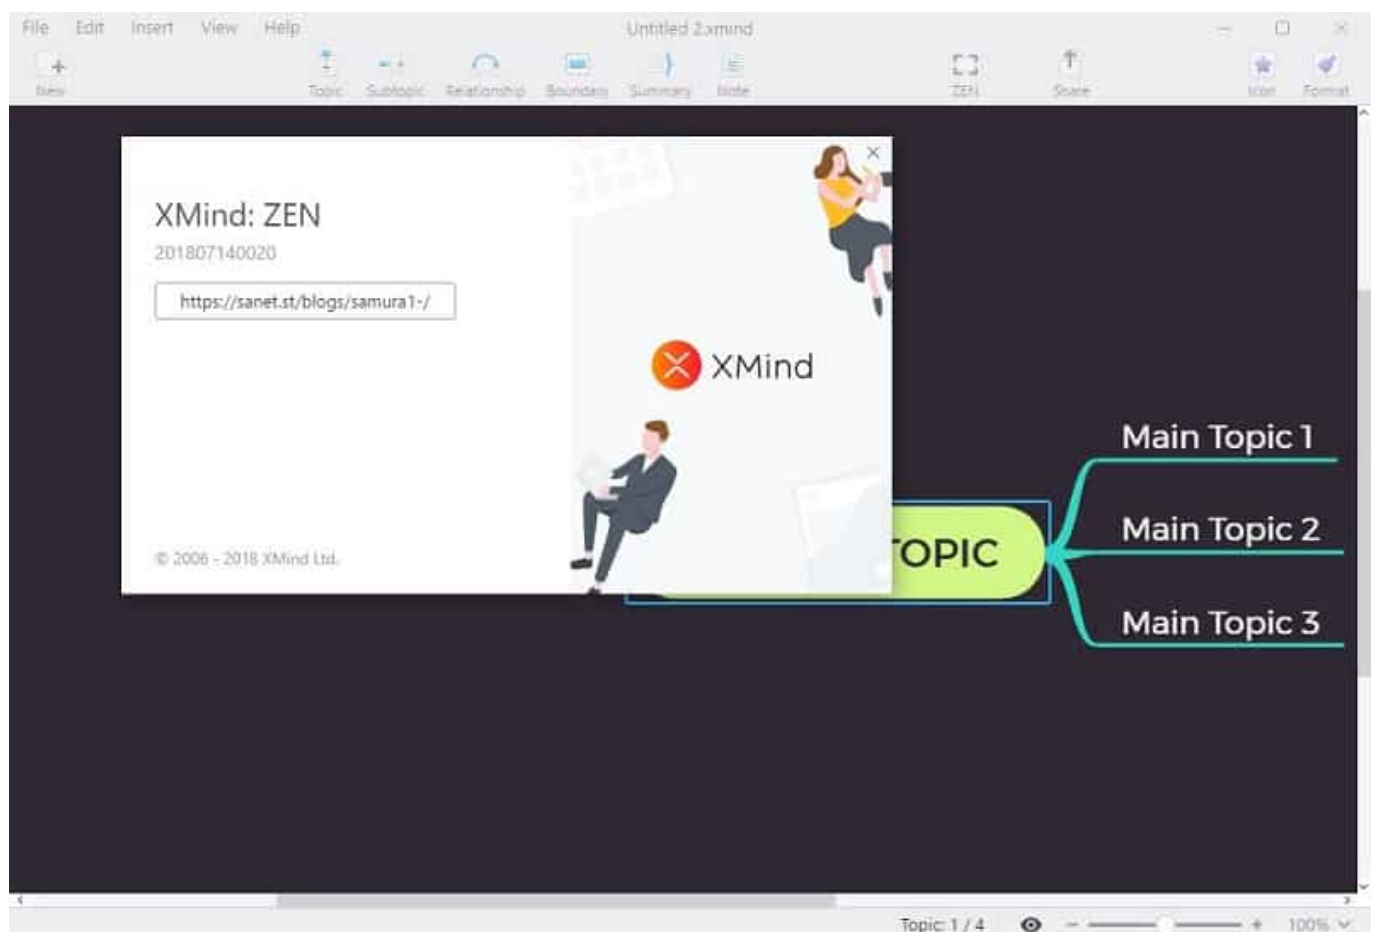 File Edit Insert View Help
Untitled 2.xmind
New Topic Subtopic Relationship Boundary Summary Note ZEN Share Icon Format
XMind: ZEN
201807140020
https://sanet.st/blogs/samura1-/
XMind
© 2006 - 2018 XMind Ltd.
TOPIC
Main Topic 1
Main Topic 2
Main Topic 3
Topic: 1 / 4
100%